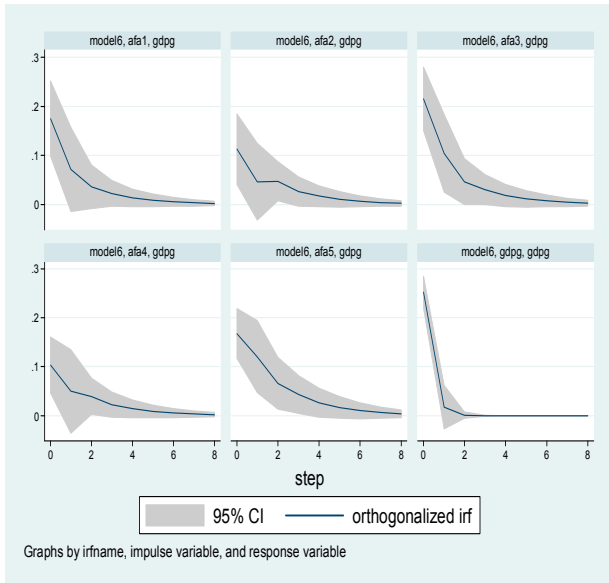 model6, afa1, gdpg
model6, afa2, gdpg
model6, afa3, gdpg
.3
.2
.1
0
model6, afa4, gdpg
model6, afa5, gdpg
model6, gdpg, gdpg
.3
.2
.1
0
0 2 4 6 8
0 2 4 6 8
0 2 4 6 8
step
95% CI
orthogonalized irf
Graphs by irfname, impulse variable, and response variable